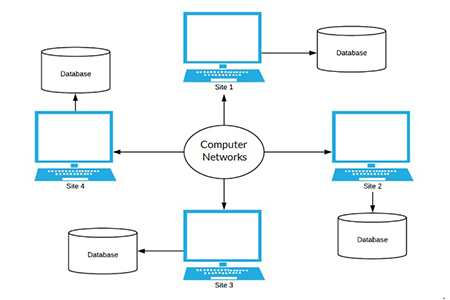 Database
Site 1
Database
Computer
Networks
Site 4
Site 2
Database
Database
Site 3